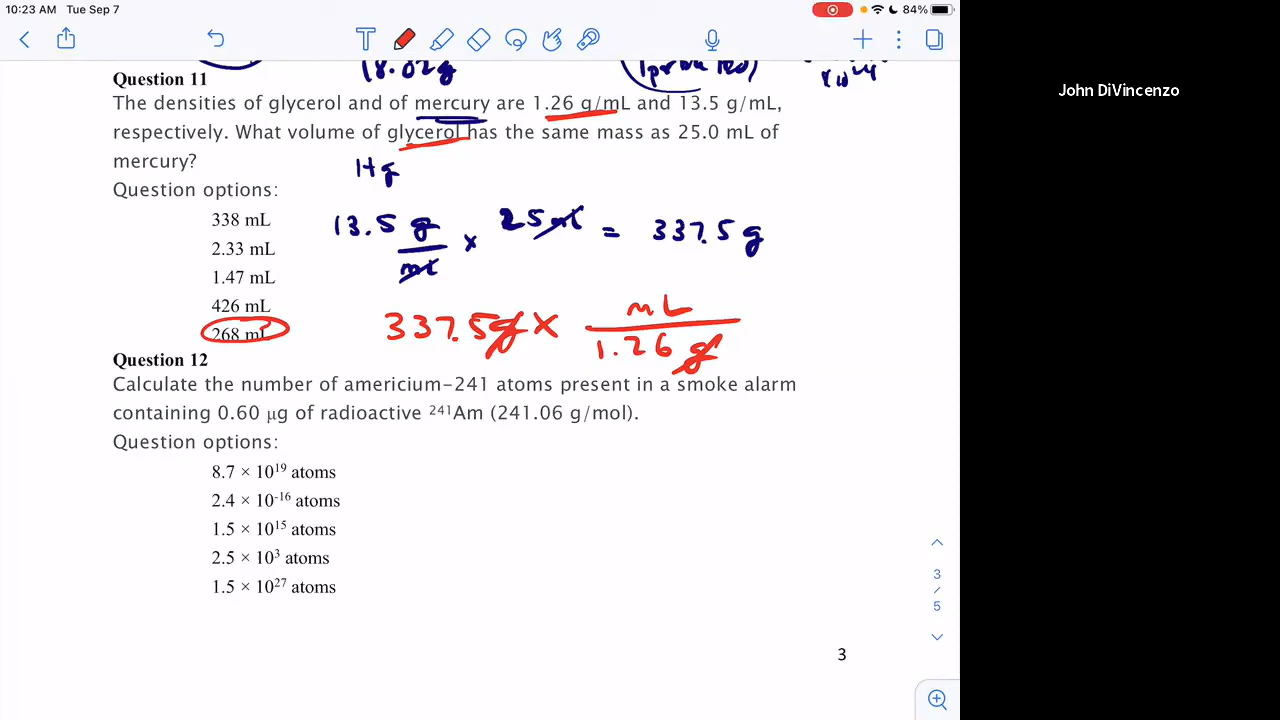 10:23 AM Tue Sep 7
84%
18.02g
Question 11
The densities of glycerol and of mercury are 1.26 g/mL and 13.5 g/mL,
respectively. What volume of glycerol has the same mass as 25.0 mL of
mercury?
Hg
Question options:
338 mL
2.33 mL
1.47 mL
426 mL
268 mL
13.5 g/mL × 25 mL = 337.5 g
337.5g × mL/1.26 g
Question 12
Calculate the number of americium-241 atoms present in a smoke alarm
containing 0.60 μg of radioactive ²⁴¹Am (241.06 g/mol).
Question options:
8.7 × 10¹⁹ atoms
2.4 × 10⁻¹⁶ atoms
1.5 × 10¹⁵ atoms
2.5 × 10³ atoms
1.5 × 10²⁷ atoms
3
/
5
3
John DiVincenzo